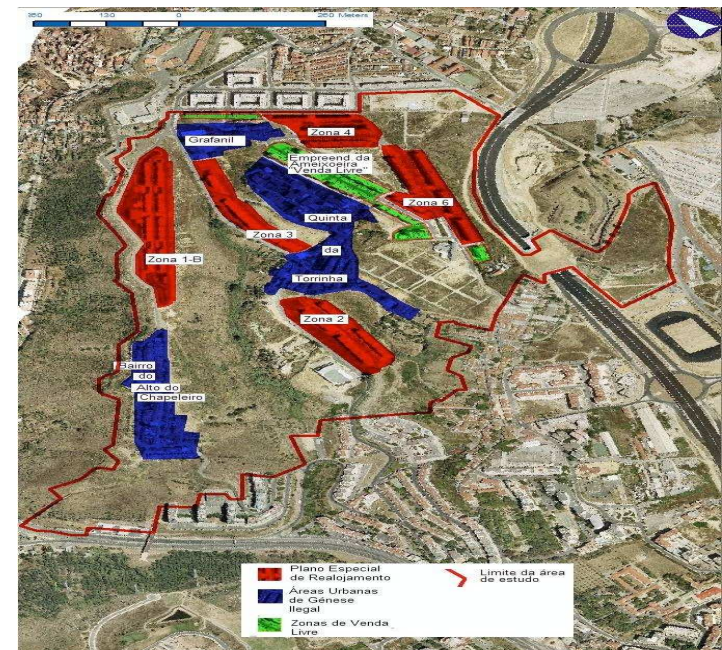 260 130 0 260 Meters
Zona 4
Grafanil
Empreend. da
Ameixoeira
"Venda Livre"
Zona 6
Quinta
Zona 3
da
Zona 1-B
Torrinha
Zona 2
Bairro
do
Alto do
Chapeleiro
Plano Especial
de Realojamento
Limite da área
de estudo
Áreas Urbanas
de Génese
Ilegal
Zonas de Venda
Livre